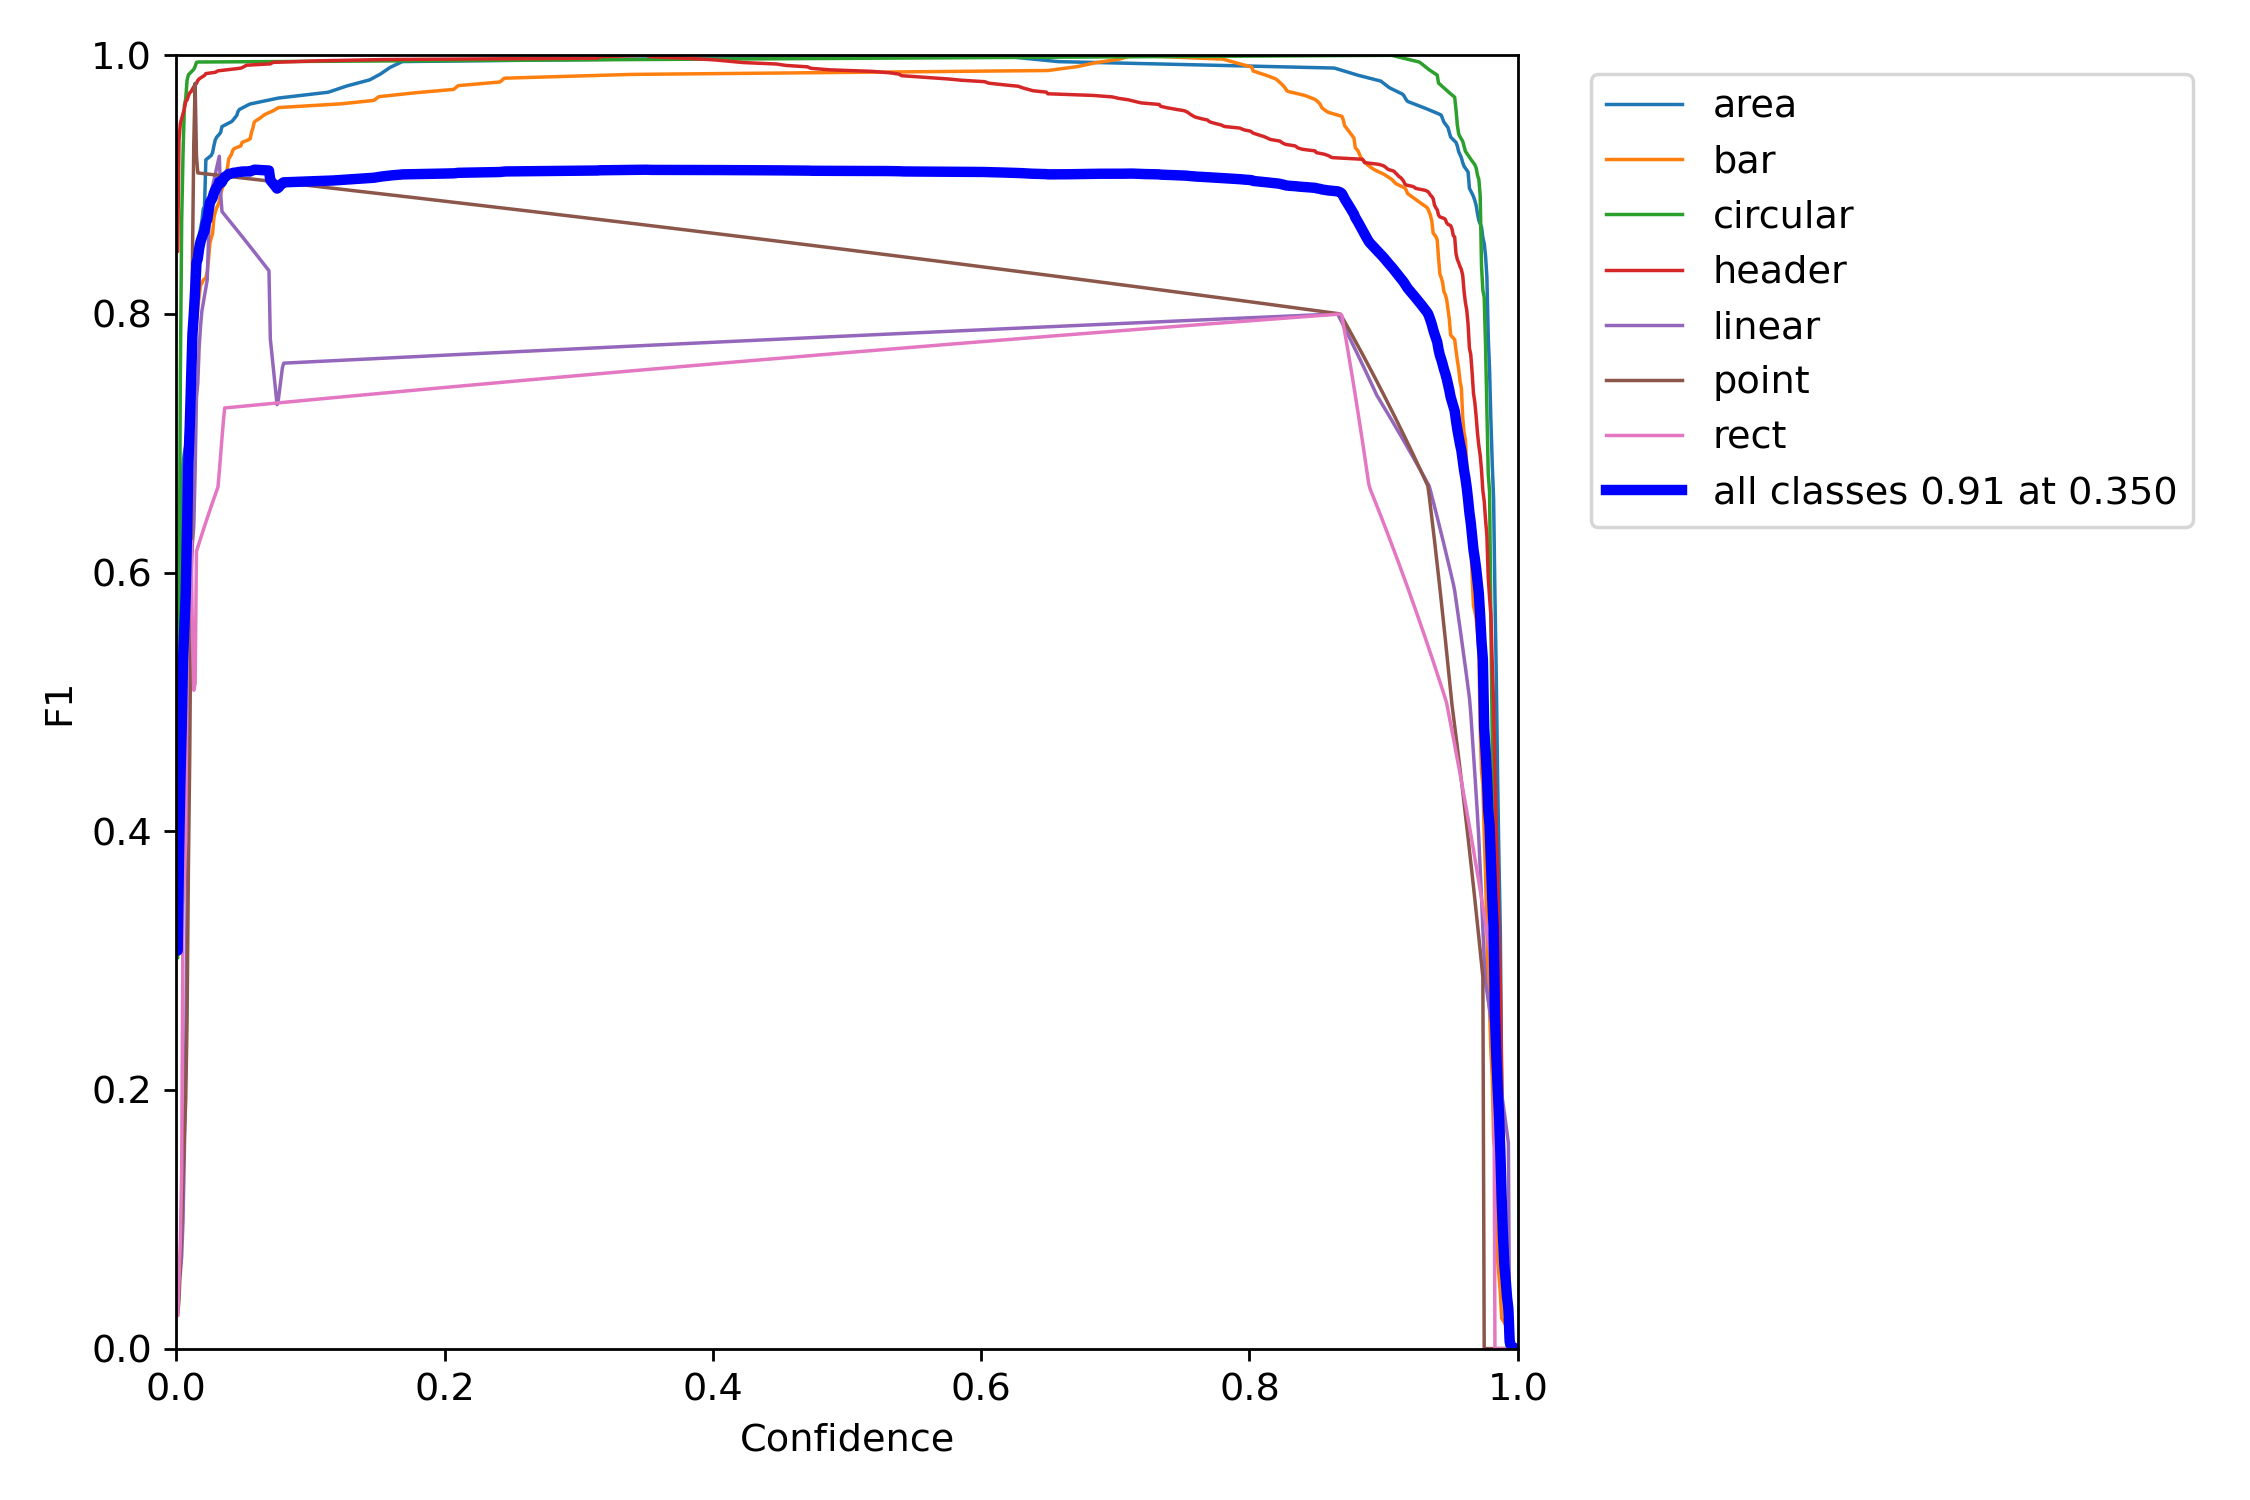 1.0
0.8
0.6
0.4
0.2
0.0
F1
0.0 0.2 0.4 0.6 0.8 1.0
Confidence
area
bar
circular
header
linear
point
rect
all classes 0.91 at 0.350